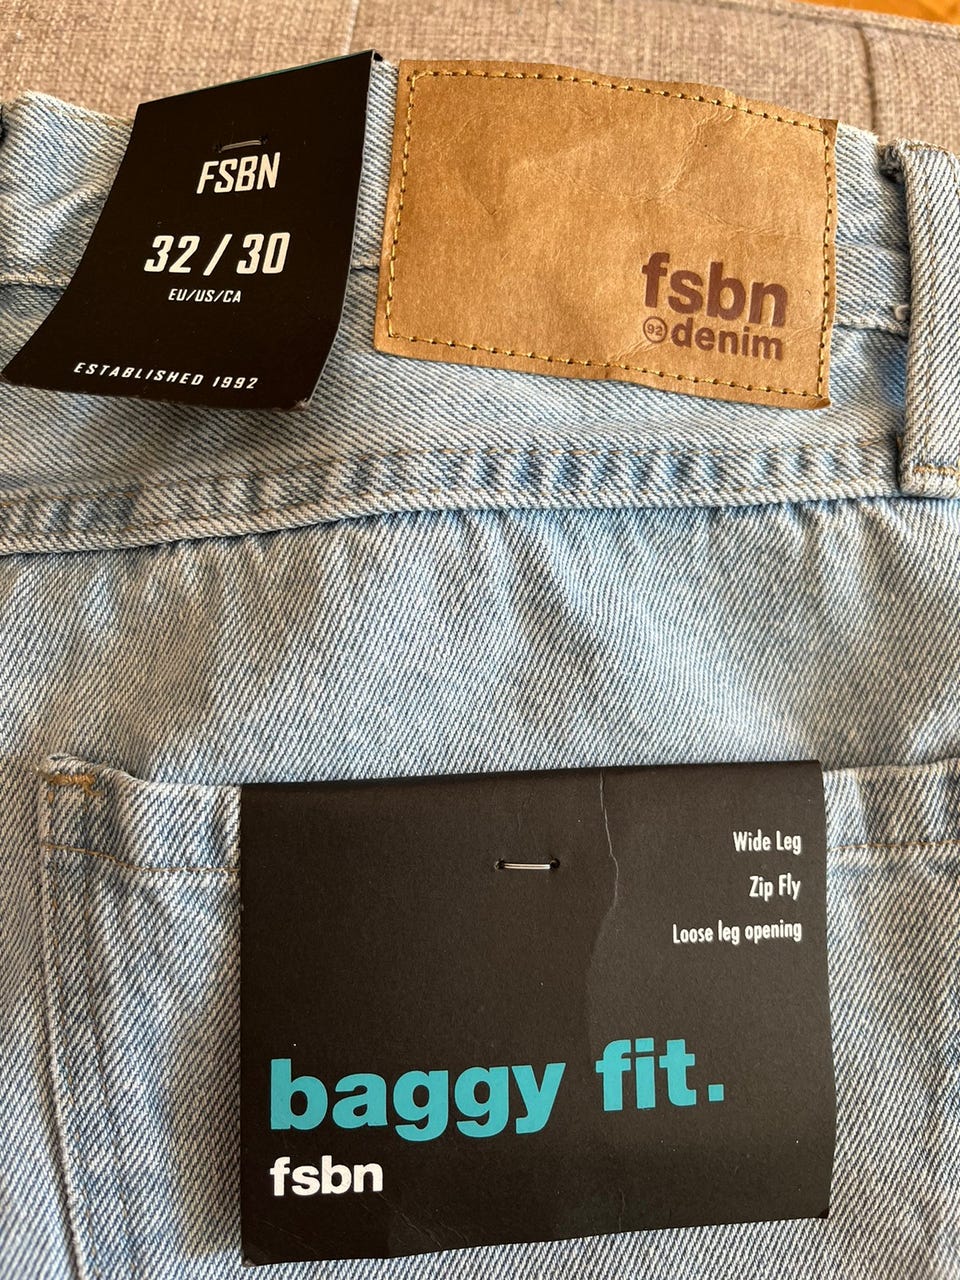 FSBN
32 / 30
EU/US/CA
ESTABLISHED 1992
fsbn
92 denim
Wide Leg
Zip Fly
Loose leg opening
baggy fit.
fsbn